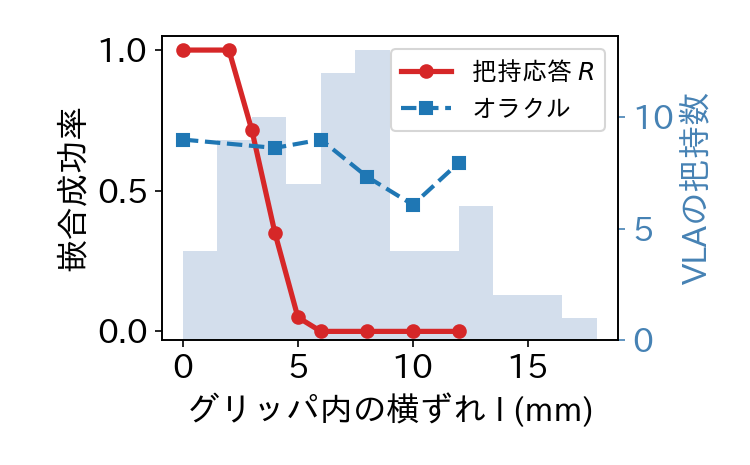 把持応答 R
オラクル
嵌合成功率
1.0
0.5
0.0
10
5
0
VLAの把持数
0
5
10
15
グリッパ内の横ずれ l (mm)